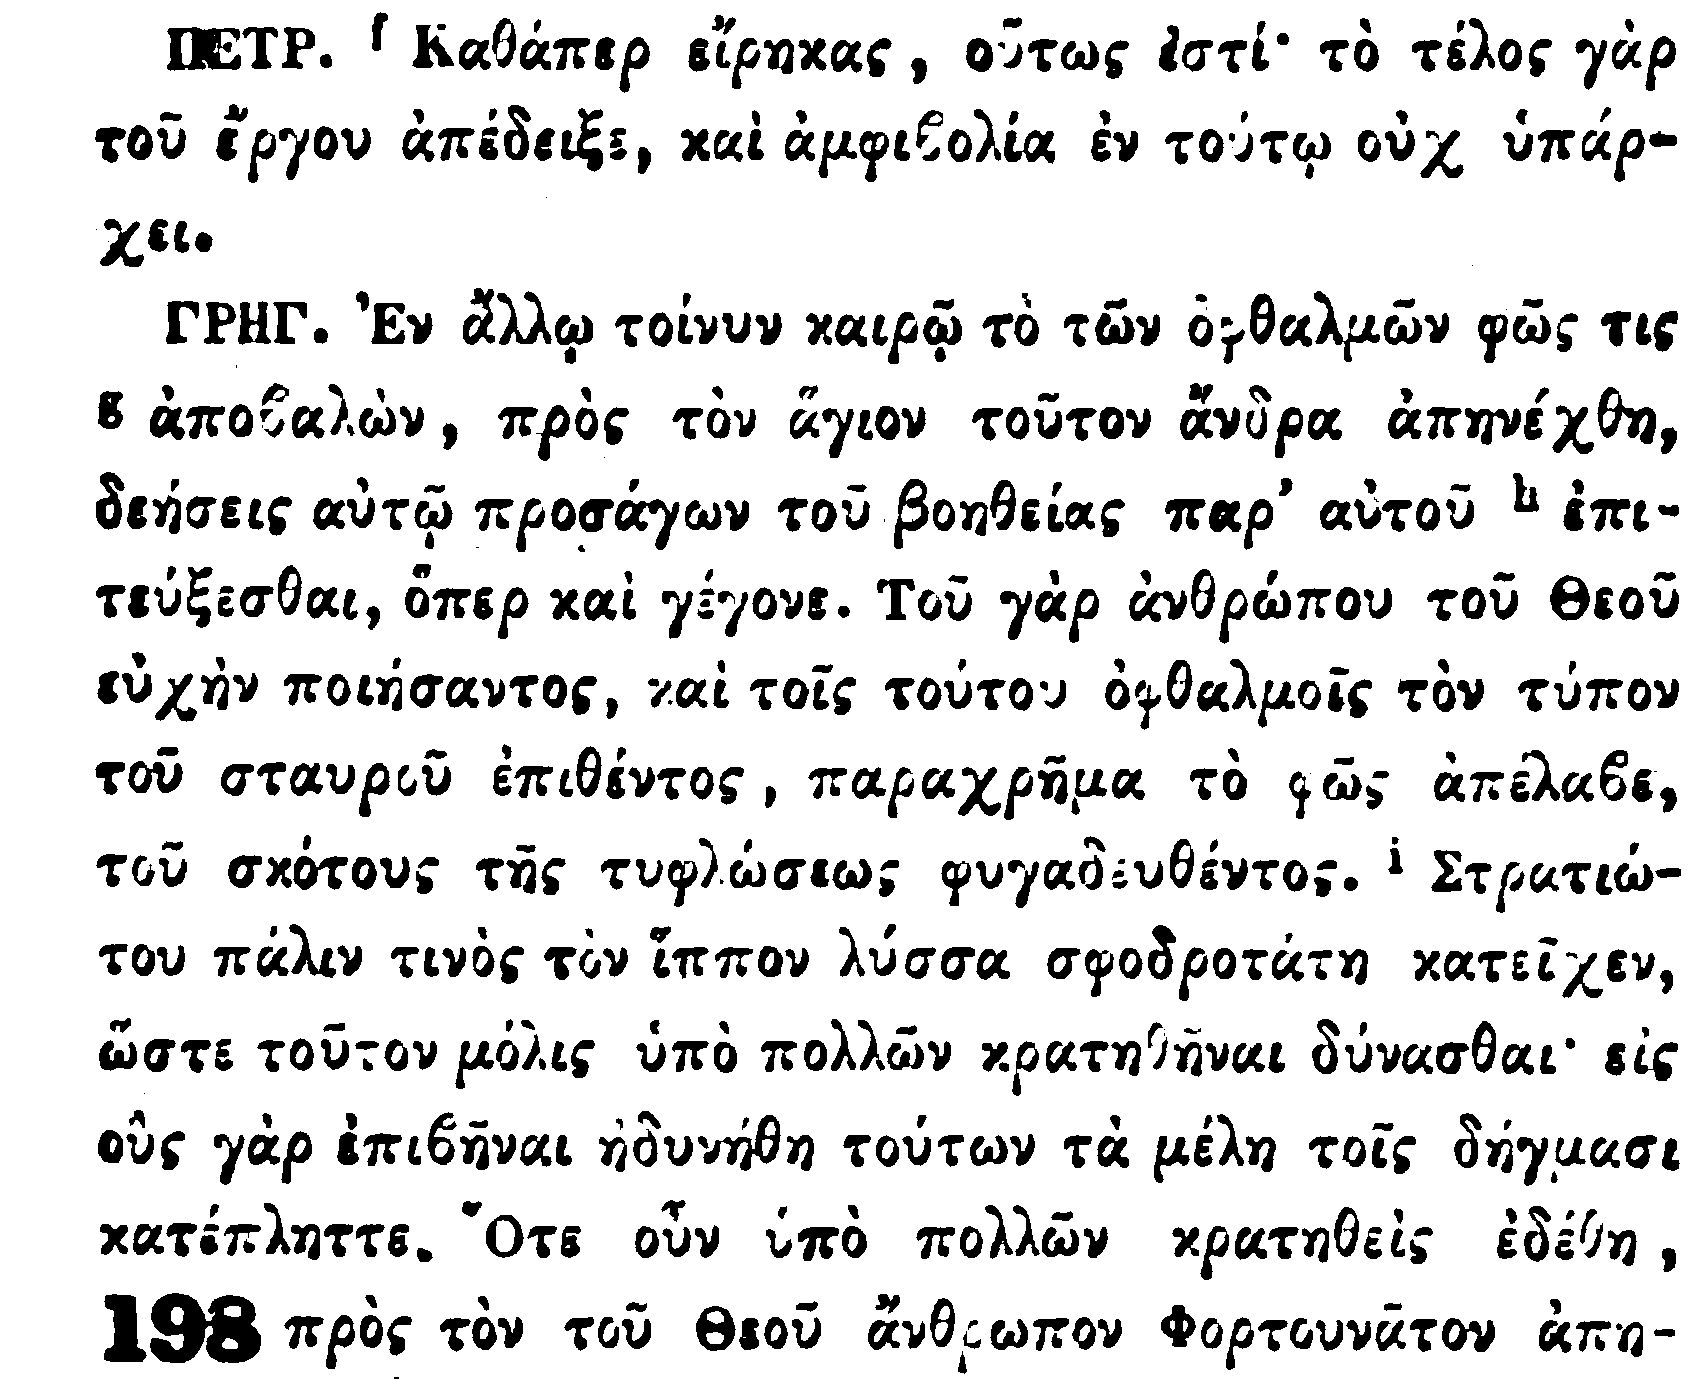 ΠΕΤΡ. f Καθάπερ εἴρηκας, οὕτως ἐστί· τὸ τέλος γὰρ
τοῦ ἔργου ἀπέδειξε, καὶ ἀμφιϐολία ἐν τούτῳ οὐχ ὑπάρ-
χει.
ΓΡΗΓ. Ἐν ἄλλῳ τοίνυν καιρῷ τὸ τῶν ὀφθαλμῶν φῶς τις
g ἀποϐαλὼν, πρὸς τὸν ἅγιον τοῦτον ἄνδρα ἀπηνέχθη,
δεήσεις αὐτῷ προσάγων τοῦ βοηθείας παρ’ αὐτοῦ h ἐπι-
τεύξεσθαι, ὅπερ καὶ γέγονε. Τοῦ γὰρ ἀνθρώπου τοῦ Θεοῦ
εὐχὴν ποιήσαντος, καὶ τοῖς τούτου ὀφθαλμοῖς τὸν τύπον
τοῦ σταυροῦ ἐπιθέντος, παραχρῆμα τὸ φῶς ἀπέλαϐε,
τοῦ σκότους τῆς τυφλώσεως φυγαδευθέντος. i Στρατιώ-
του πάλιν τινὸς τὸν ἵππον λύσσα σφοδροτάτη κατεῖχεν,
ὥστε τοῦτον μόλις ὑπὸ πολλῶν κρατηθῆναι δύνασθαι· εἰς
οὓς γὰρ ἐπιϐῆναι ἠδυνήθη τούτων τὰ μέλη τοῖς δήγμασι
κατέπληττε. Ὅτε οὖν ὑπὸ πολλῶν κρατηθεὶς ἐδέθη,
198 πρὸς τὸν τοῦ Θεοῦ ἄνθρωπον Φορτουνᾶτον ἀπη-